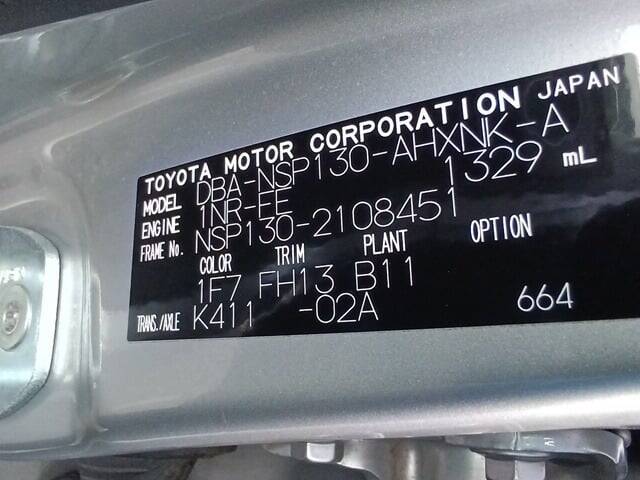 TOYOTA MOTOR CORPORATION JAPAN
MODEL DBA-NSP130-AHXNK-A
ENGINE 1NR-FE 1329 mL
FRAME No. NSP130-2108451
COLOR TRIM PLANT OPTION
1F7 FH13 B11
TRANS./AXLE K411 -02A 664